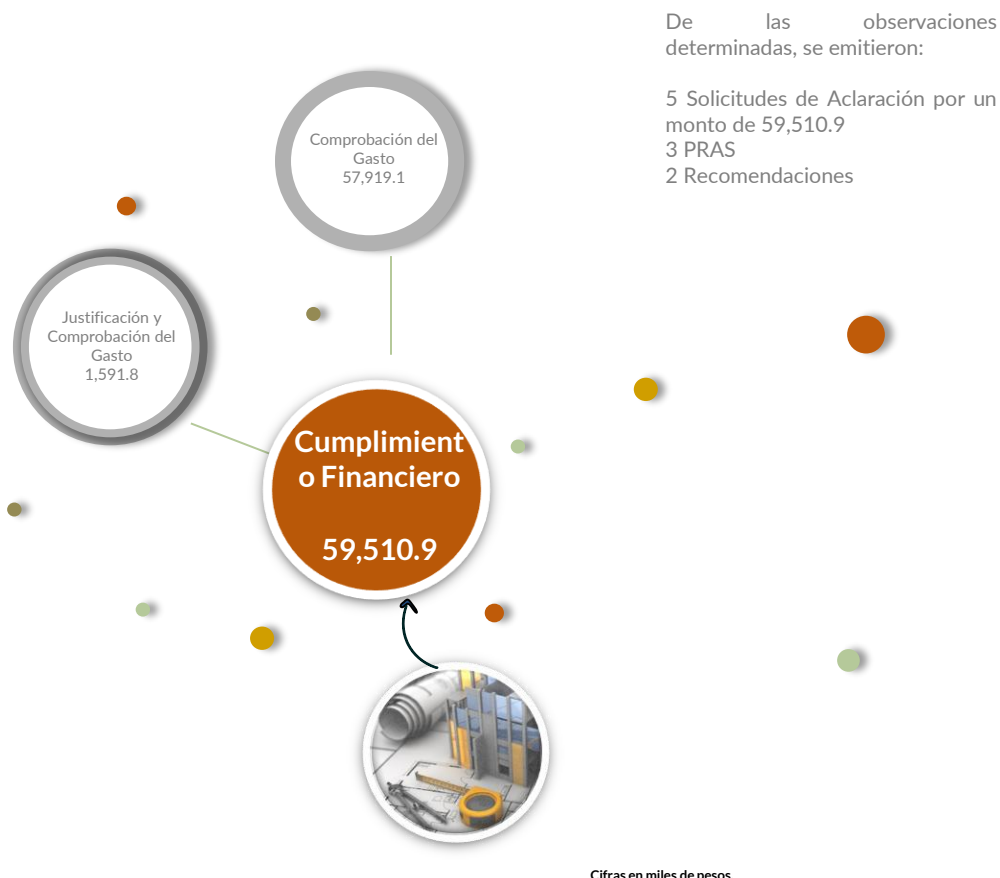 De las observaciones
determinadas, se emitieron:
5 Solicitudes de Aclaración por un
monto de 59,510.9
3 PRAS
2 Recomendaciones
Comprobación del
Gasto
57,919.1
Justificación y
Comprobación del
Gasto
1,591.8
Cumplimient
o Financiero
59,510.9
Cifras en miles de pesos